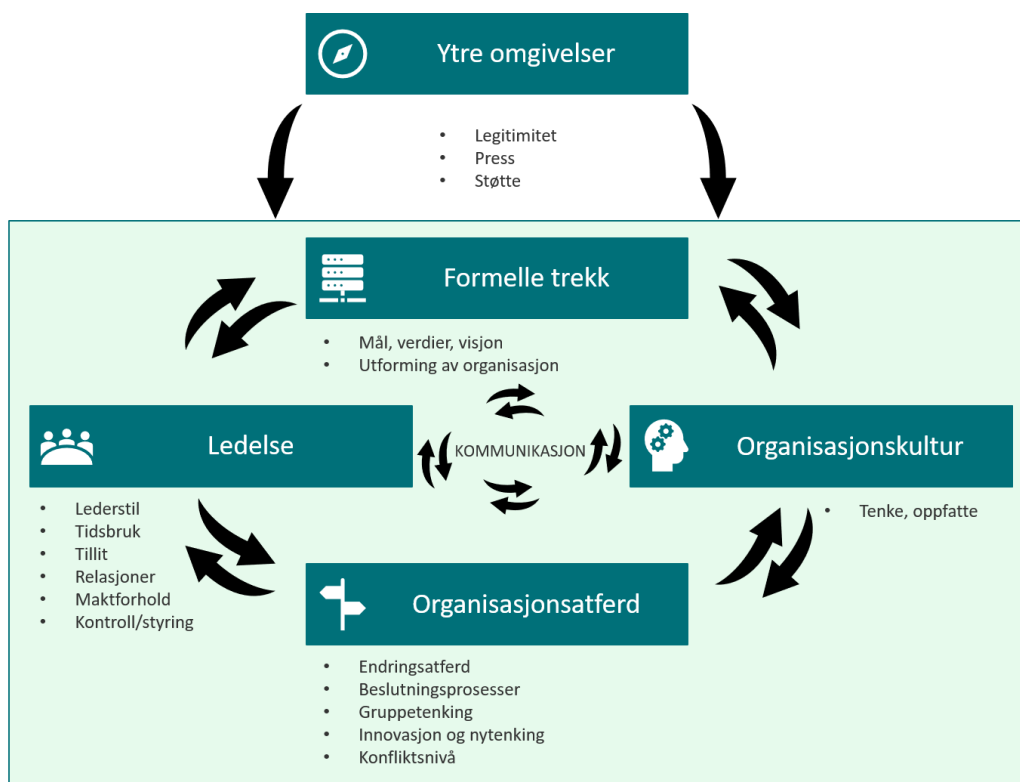 Ytre omgivelser
• Legitimitet
• Press
• Støtte
Formelle trekk
• Mål, verdier, visjon
• Utforming av organisasjon
Ledelse
KOMMUNIKASJON
Organisasjonskultur
• Lederstil
• Tidsbruk
• Tillit
• Relasjoner
• Maktforhold
• Kontroll/styring
• Tenke, oppfatte
Organisasjonsatferd
• Endringsatferd
• Beslutningsprosesser
• Gruppetenking
• Innovasjon og nytenking
• Konfliktsnivå